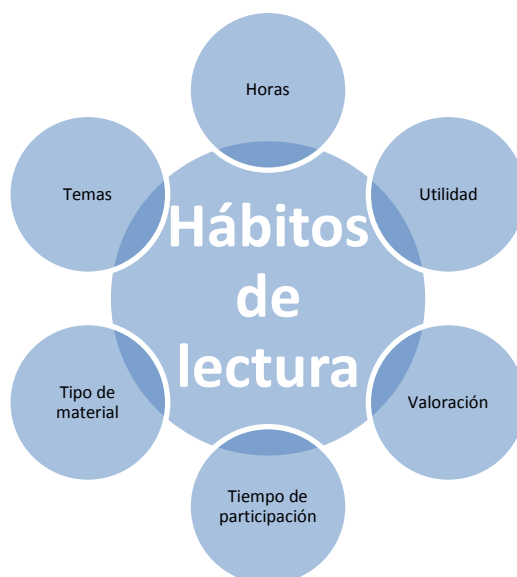 Horas
Temas
Utilidad
Hábitos
de
lectura
Tipo de
material
Valoración
Tiempo de
participación